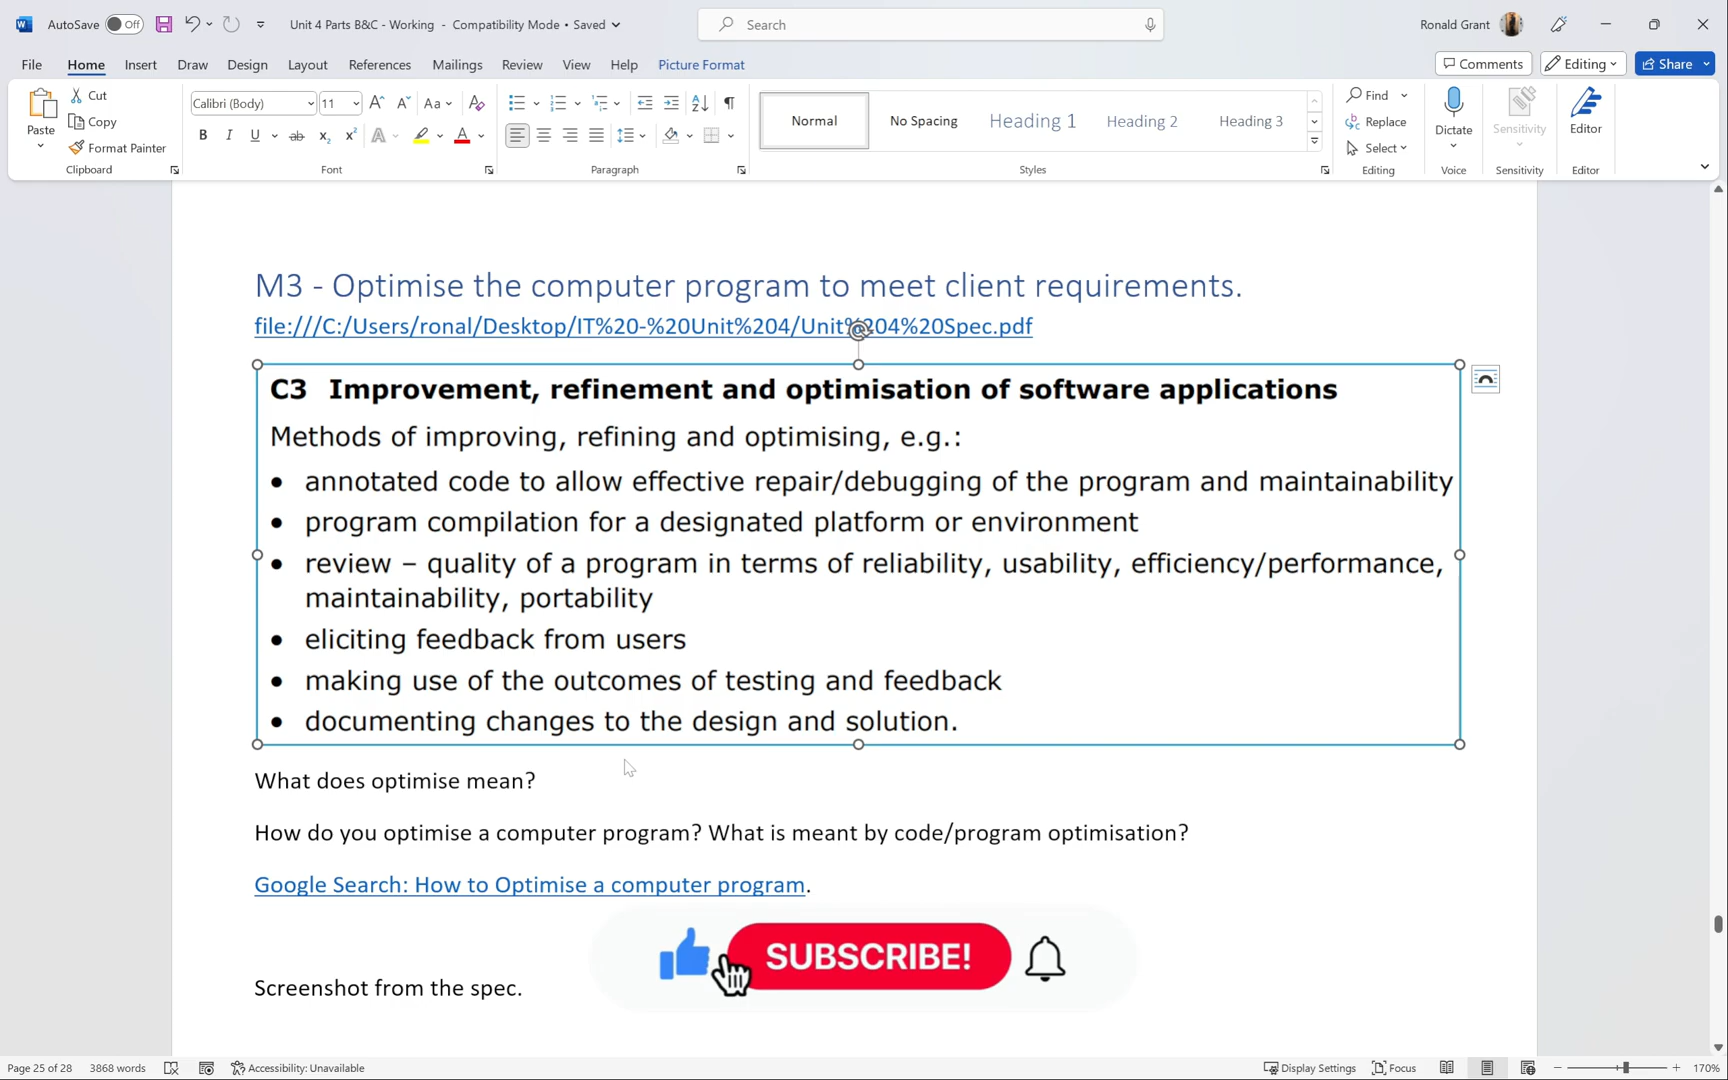 AutoSave Off Unit 4 Parts B&C - Working - Compatibility Mode • Saved Search Ronald Grant
File Home Insert Draw Design Layout References Mailings Review View Help Picture Format Comments Editing Share
Paste Cut Copy Format Painter Clipboard
Calibri (Body) 11 Aa Font
Paragraph
Normal No Spacing Heading 1 Heading 2 Heading 3 Styles
Find Replace Select Editing
Dictate Voice
Sensitivity Sensitivity
Editor Editor
M3 - Optimise the computer program to meet client requirements.
file:///C:/Users/ronal/Desktop/IT%20-%20Unit%204/Unit%204%20Spec.pdf
C3 Improvement, refinement and optimisation of software applications
Methods of improving, refining and optimising, e.g.:
• annotated code to allow effective repair/debugging of the program and maintainability
• program compilation for a designated platform or environment
• review – quality of a program in terms of reliability, usability, efficiency/performance,
maintainability, portability
• eliciting feedback from users
• making use of the outcomes of testing and feedback
• documenting changes to the design and solution.
What does optimise mean?
How do you optimise a computer program? What is meant by code/program optimisation?
Google Search: How to Optimise a computer program.
SUBSCRIBE!
Screenshot from the spec.
Page 25 of 28 3868 words Accessibility: Unavailable Display Settings Focus 170%